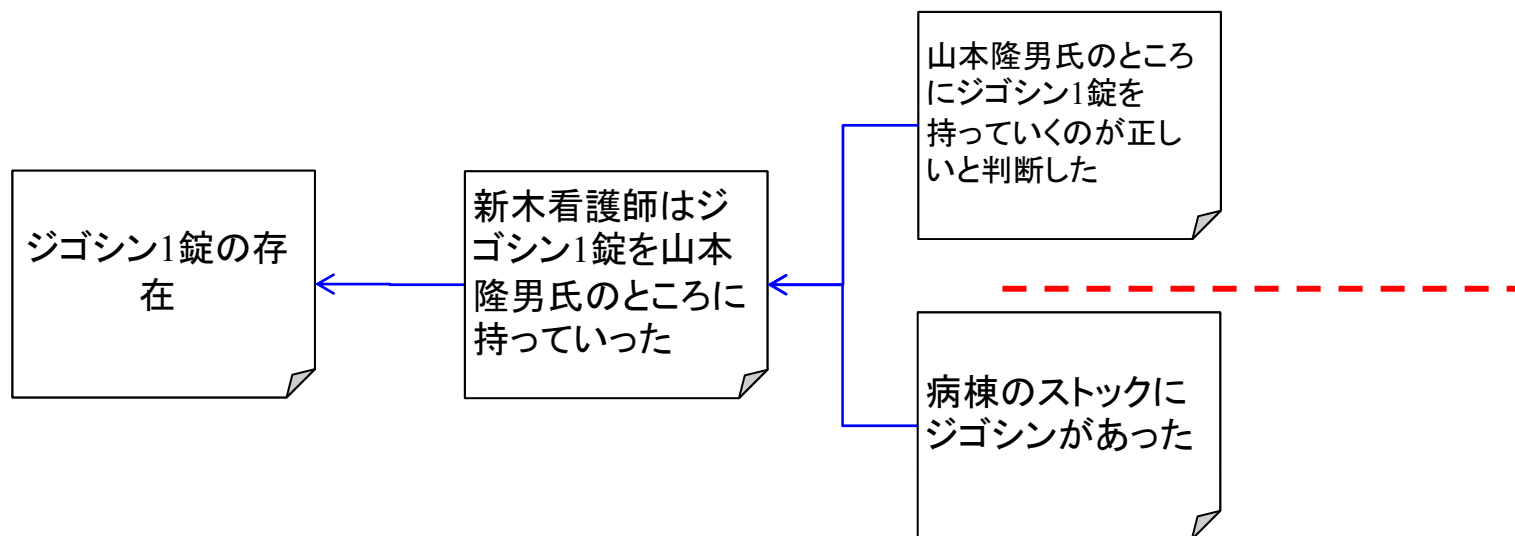 ジゴシン1錠の存
在
新木看護師はジ
ゴシン1錠を山本
隆男氏のところに
持っていった
山本隆男氏のところ
にジゴシン1錠を
持っていくのが正し
いと判断した
病棟のストックに
ジゴシンがあった